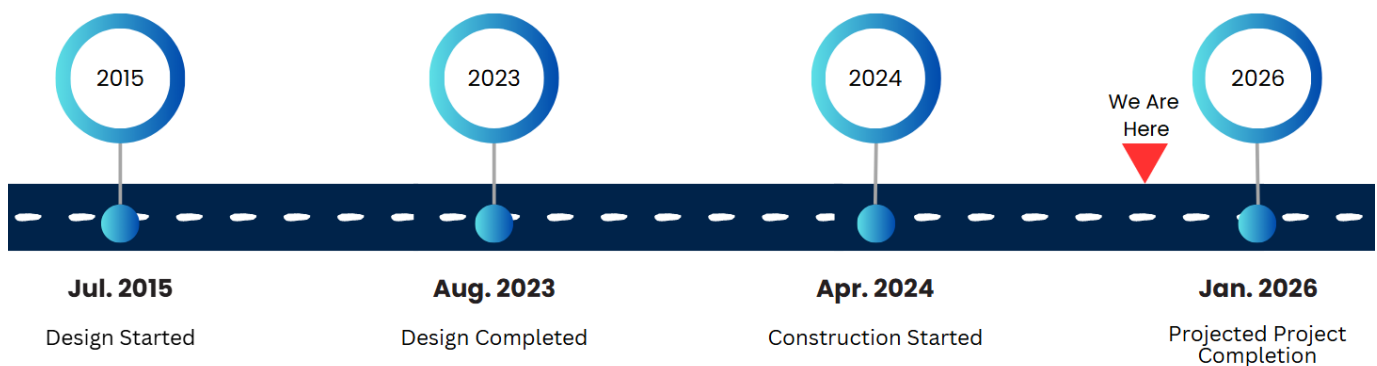 2015
2023
2024
2026
We Are
Here
Jul. 2015
Aug. 2023
Apr. 2024
Jan. 2026
Design Started
Design Completed
Construction Started
Projected Project
Completion